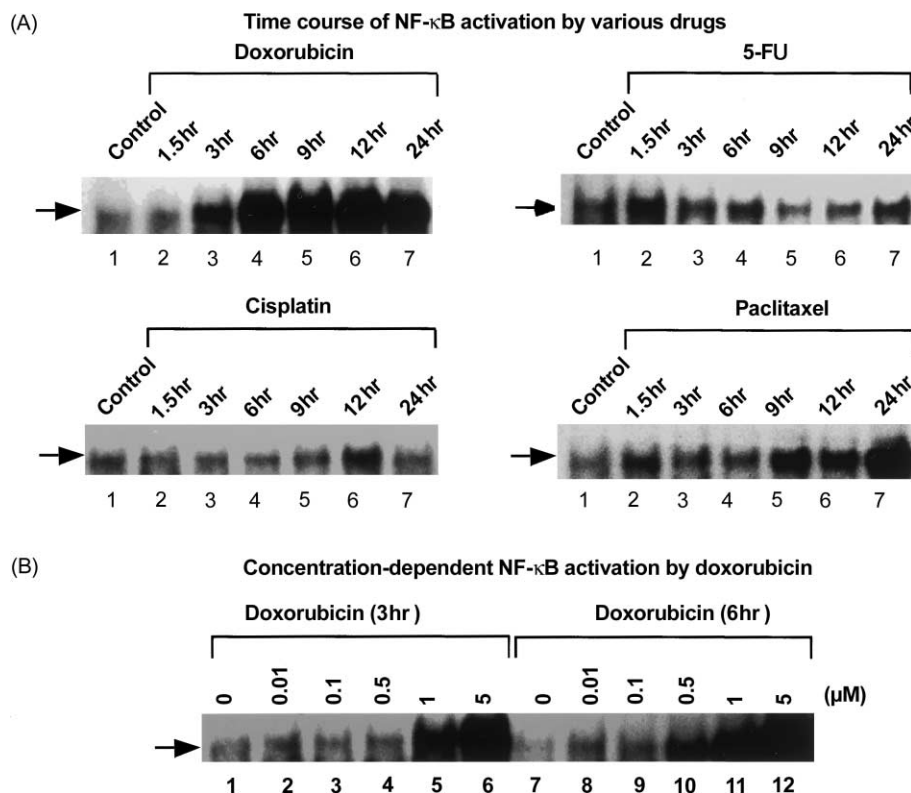 (A)
Time course of NF-κB activation by various drugs
Doxorubicin
Control 1.5hr 3hr 6hr 9hr 12hr 24hr
1 2 3 4 5 6 7
5-FU
Control 1.5hr 3hr 6hr 9hr 12hr 24hr
1 2 3 4 5 6 7
Cisplatin
Control 1.5hr 3hr 6hr 9hr 12hr 24hr
1 2 3 4 5 6 7
Paclitaxel
Control 1.5hr 3hr 6hr 9hr 12hr 24hr
1 2 3 4 5 6 7
(B)
Concentration-dependent NF-κB activation by doxorubicin
Doxorubicin (3hr ) Doxorubicin (6hr )
0 0.01 0.1 0.5 1 5 0 0.01 0.1 0.5 1 5 (μM)
1 2 3 4 5 6 7 8 9 10 11 12